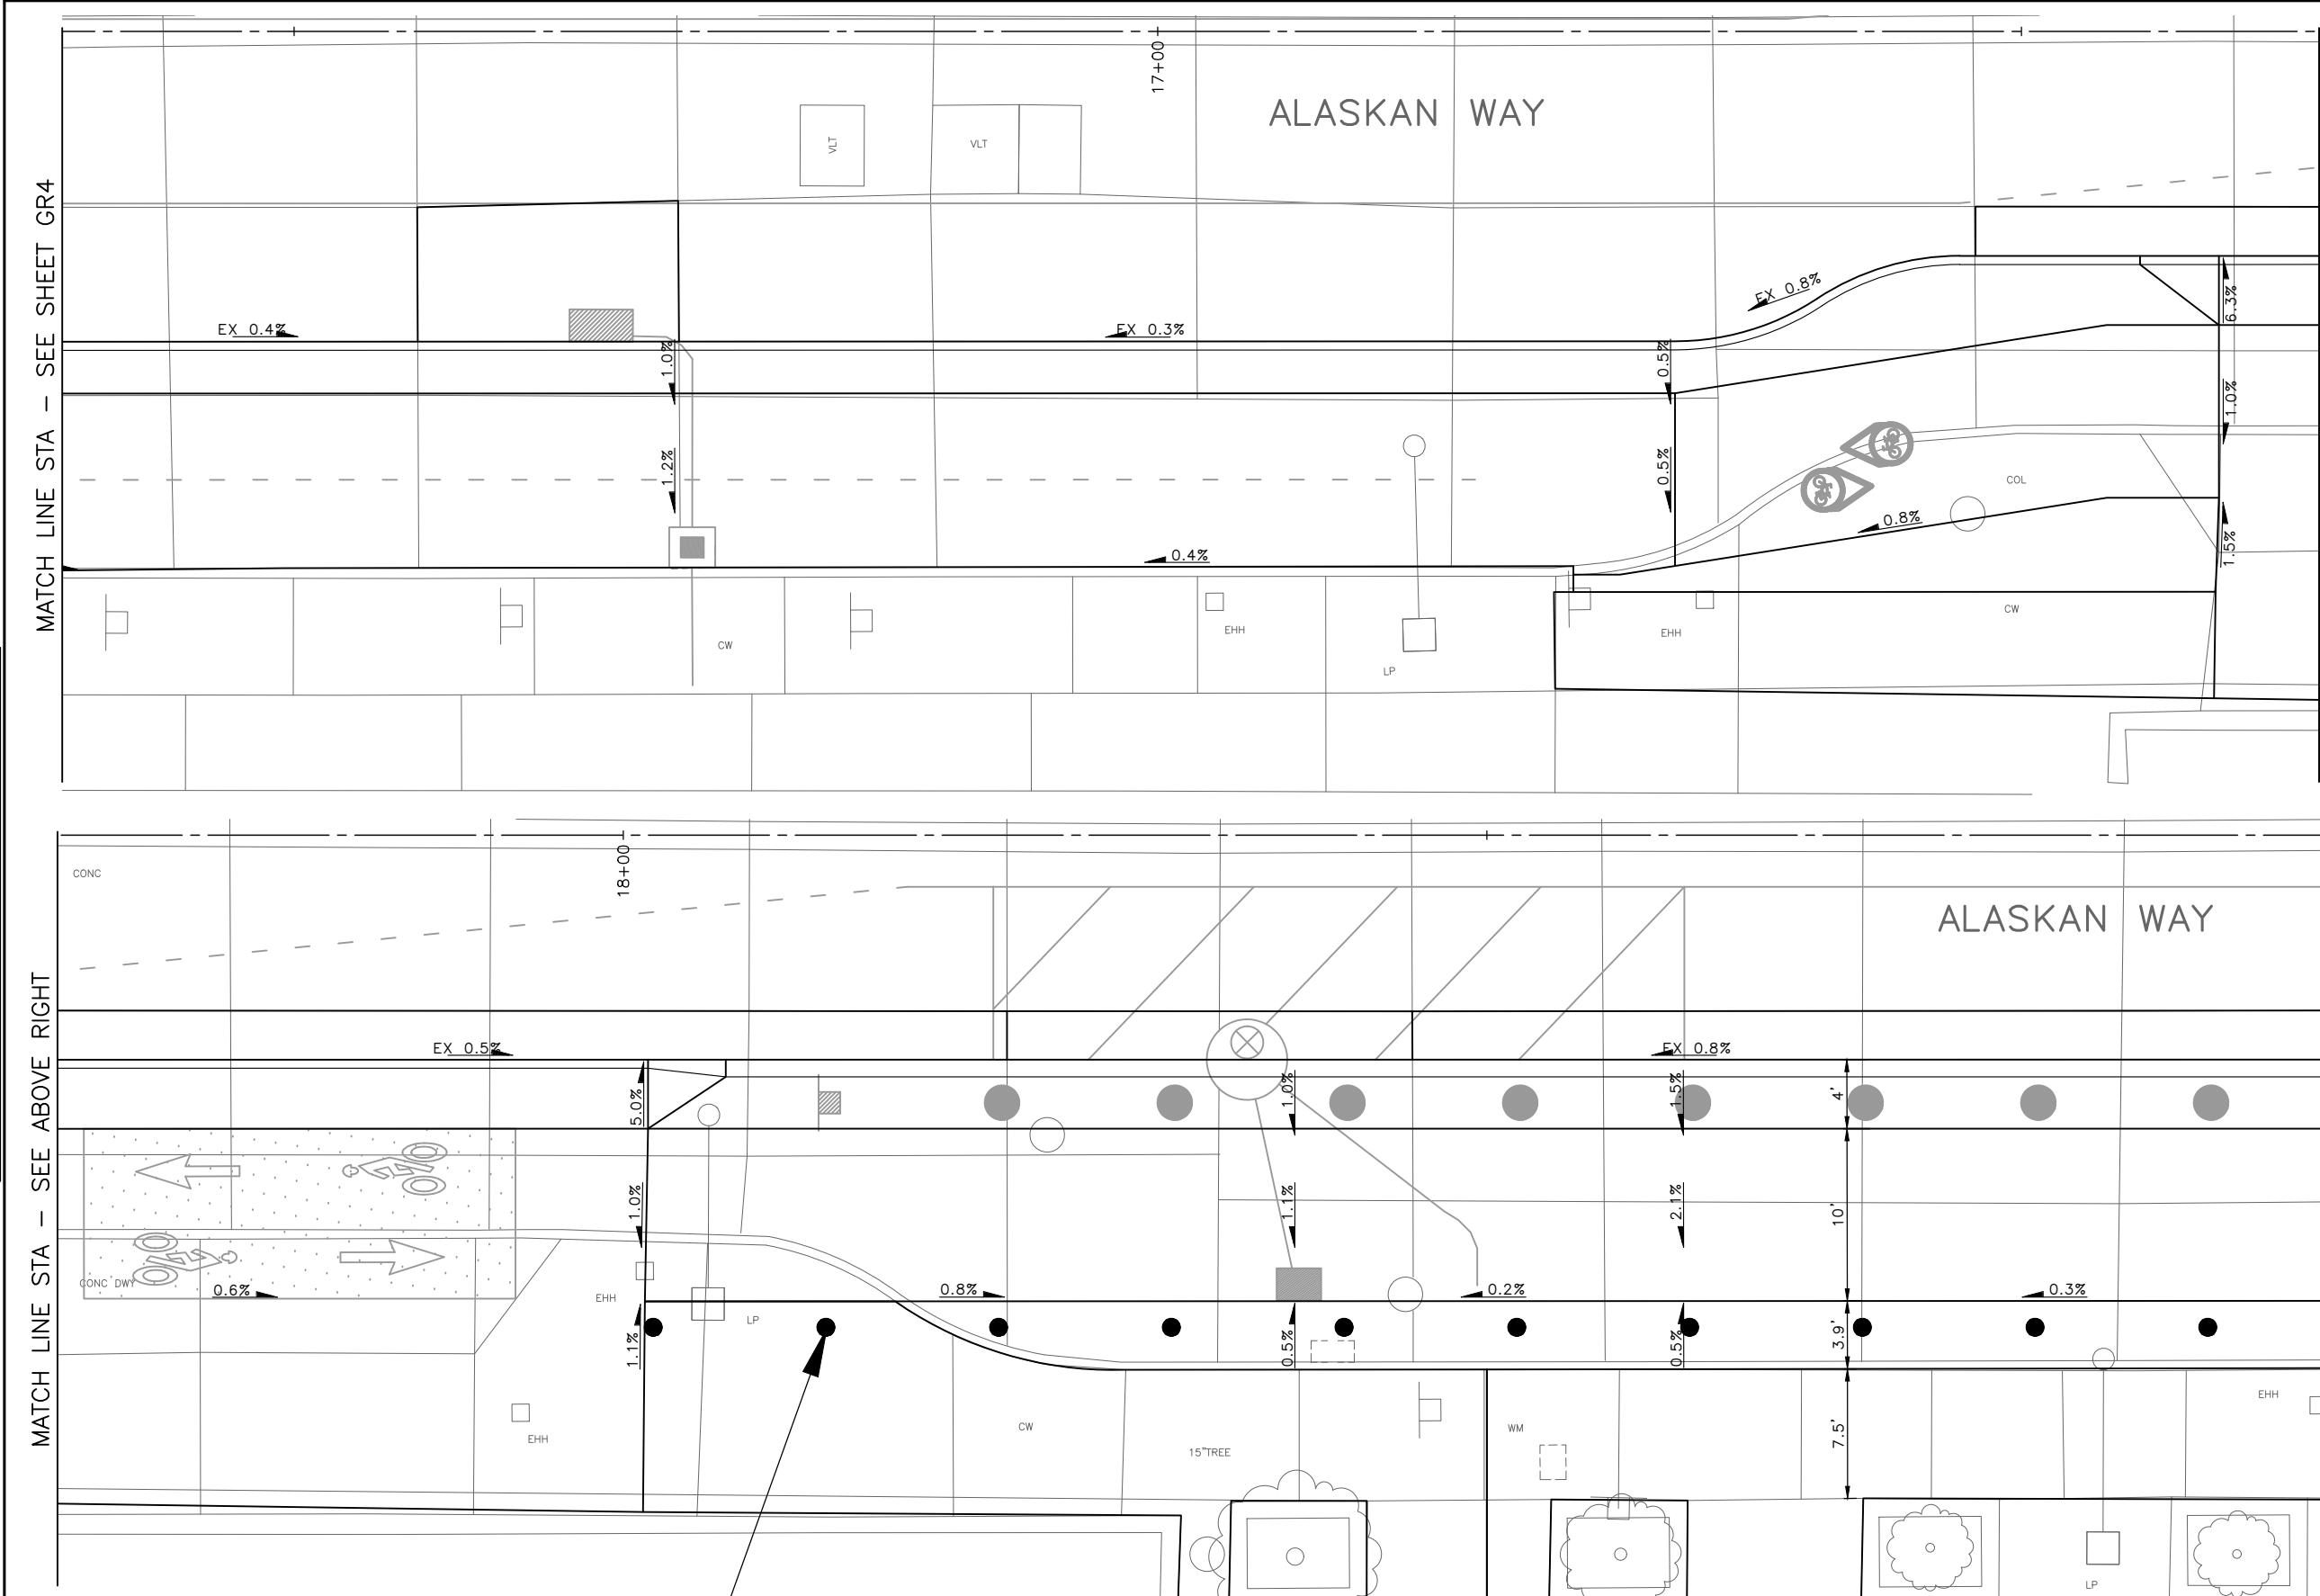 17+00
ALASKAN WAY
VLT
VLT
MATCH LINE STA - SEE SHEET GR4
EX 0.8%
6.3%
EX 0.4%
EX 0.3%
1.0%
0.5%
1.0%
1.2%
0.5%
COL
0.8%
1.5%
0.4%
EHH
EHH
CW
CW
LP
18+00
CONC
ALASKAN WAY
MATCH LINE STA - SEE ABOVE RIGHT
EX 0.5%
EX 0.8%
5.0%
1.0%
1.5%
4'
1.0%
1.1%
2.1%
10'
CONC DWY
0.6%
0.8%
0.2%
0.3%
EHH
LP
1.1%
0.5%
0.5%
3.9'
EHH
CW
15"TREE
WM
7.5'
EHH
LP